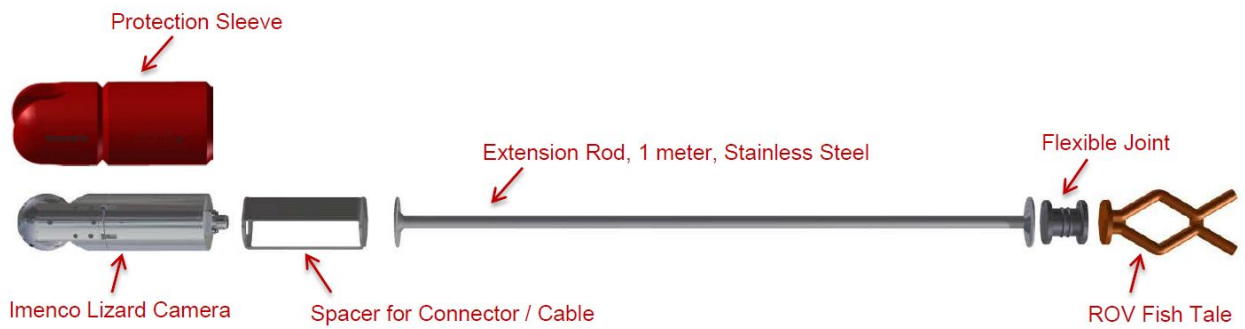 Protection Sleeve
Extension Rod, 1 meter, Stainless Steel
Flexible Joint
Imenco Lizard Camera
Spacer for Connector / Cable
ROV Fish Tale